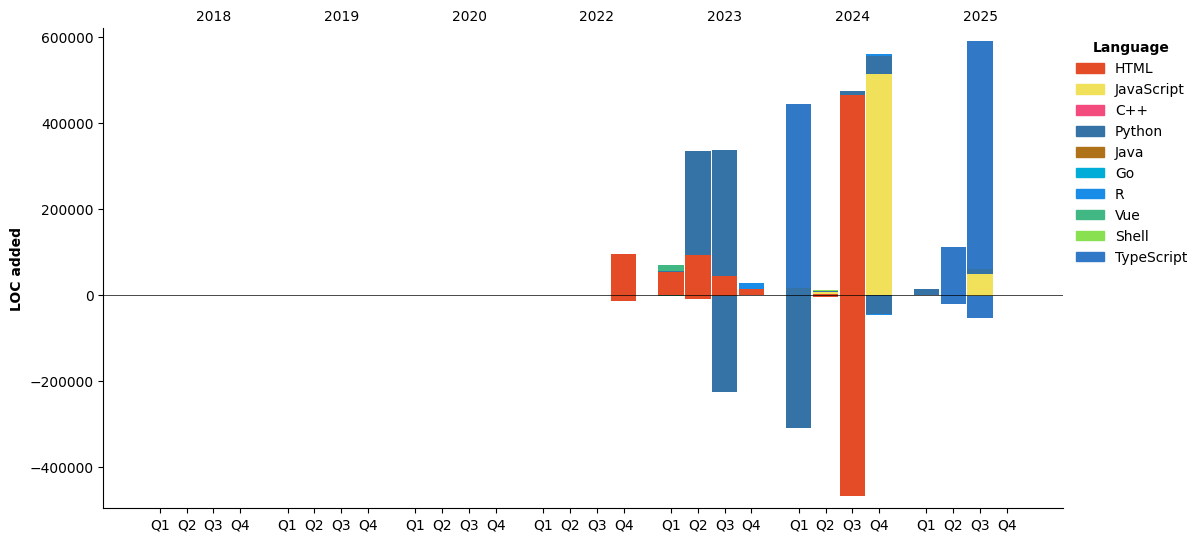 2018 2019 2020 2022 2023 2024 2025
600000
400000
200000
0
−200000
−400000
LOC added
Q1 Q2 Q3 Q4 Q1 Q2 Q3 Q4 Q1 Q2 Q3 Q4 Q1 Q2 Q3 Q4 Q1 Q2 Q3 Q4 Q1 Q2 Q3 Q4 Q1 Q2 Q3 Q4
Language
HTML
JavaScript
C++
Python
Java
Go
R
Vue
Shell
TypeScript